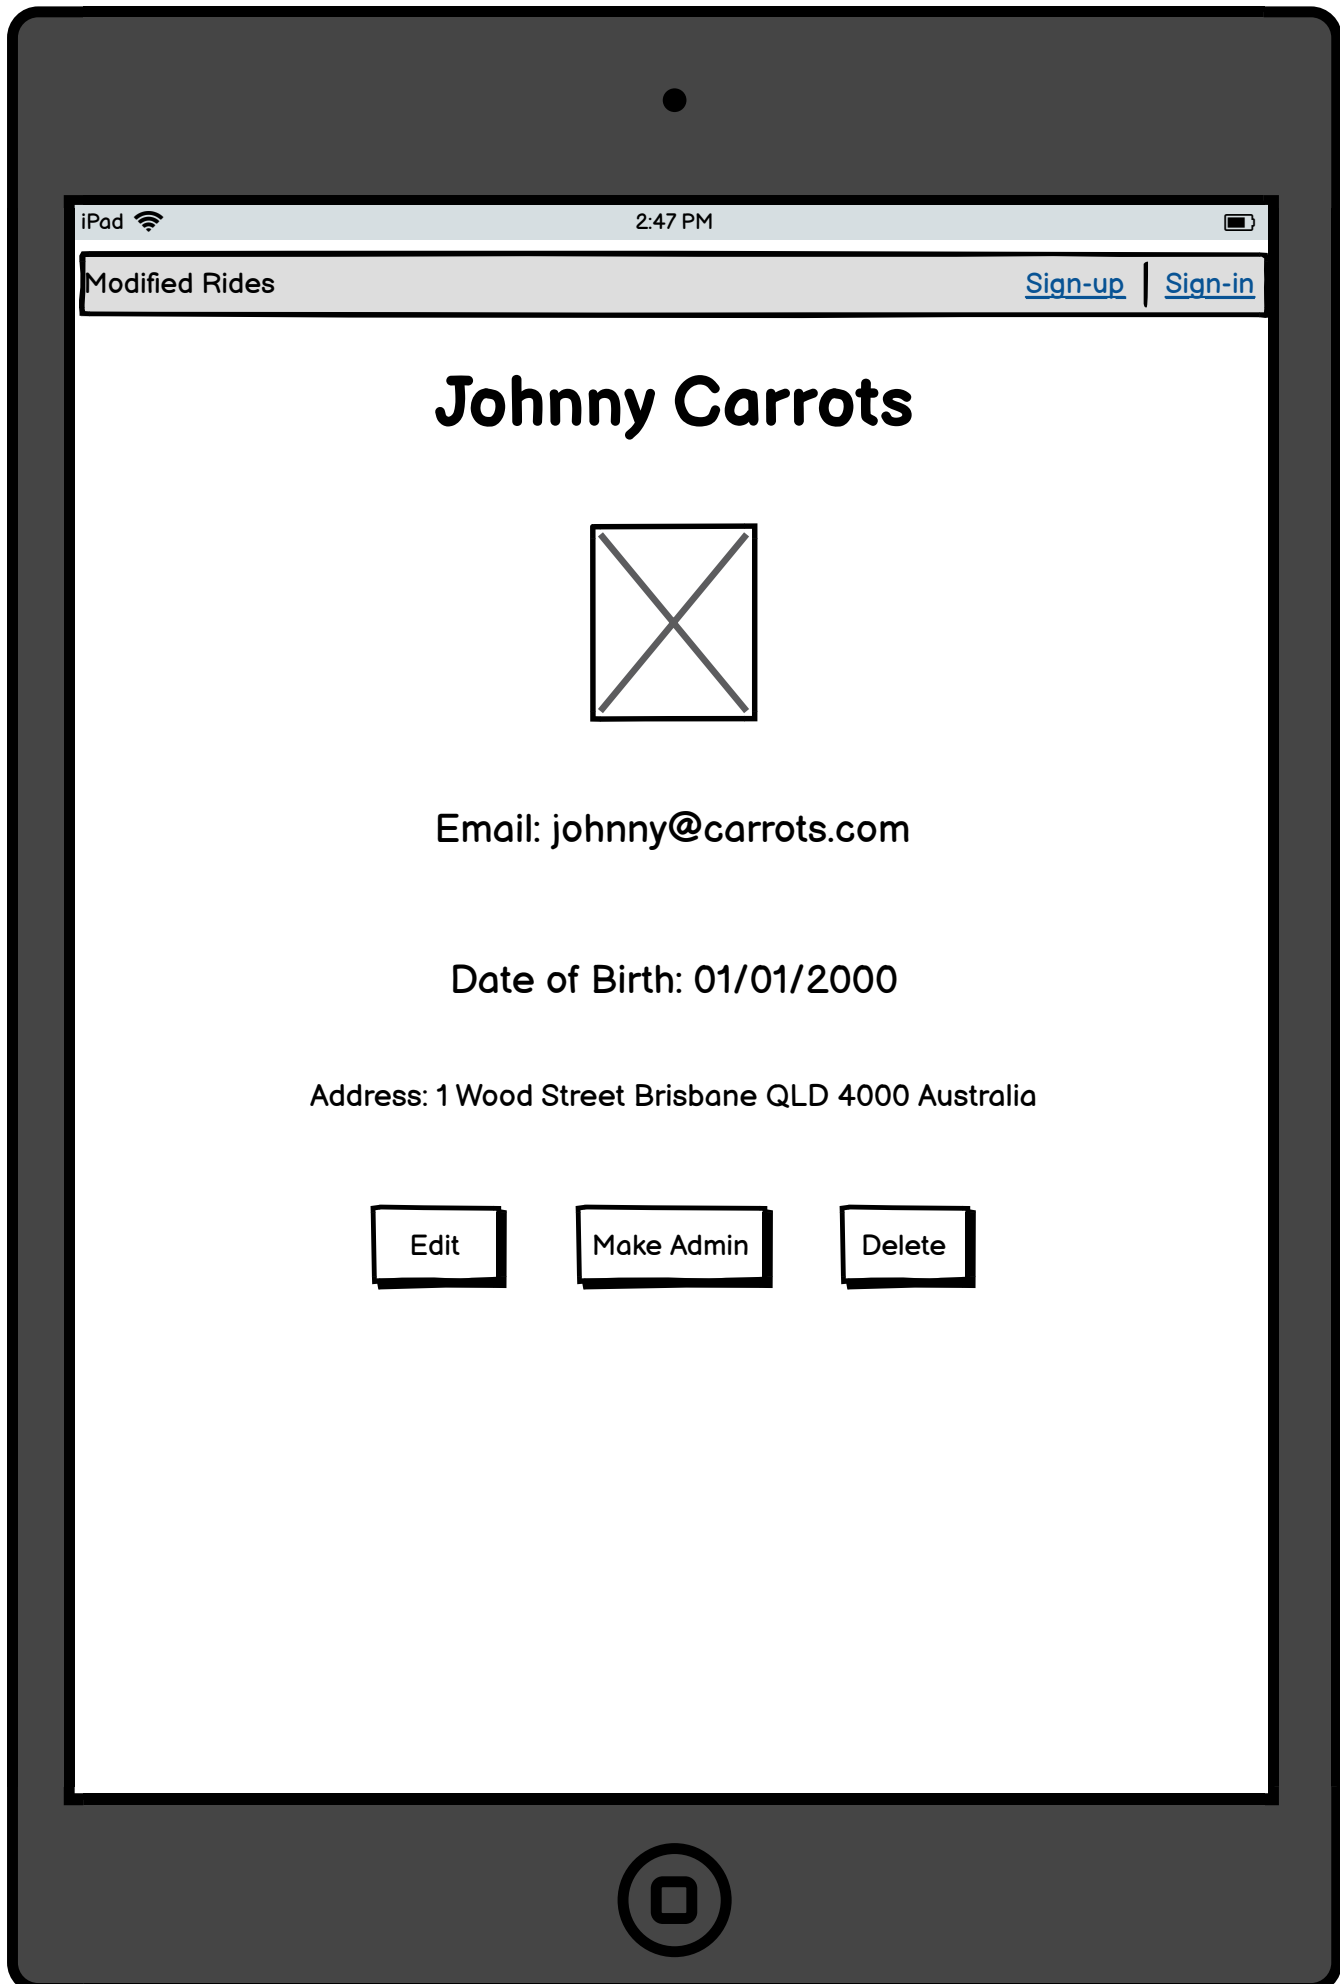 iPad 2:47 PM
Modified Rides Sign-up Sign-in
Johnny Carrots
Email: johnny@carrots.com
Date of Birth: 01/01/2000
Address: 1 Wood Street Brisbane QLD 4000 Australia
Edit Make Admin Delete